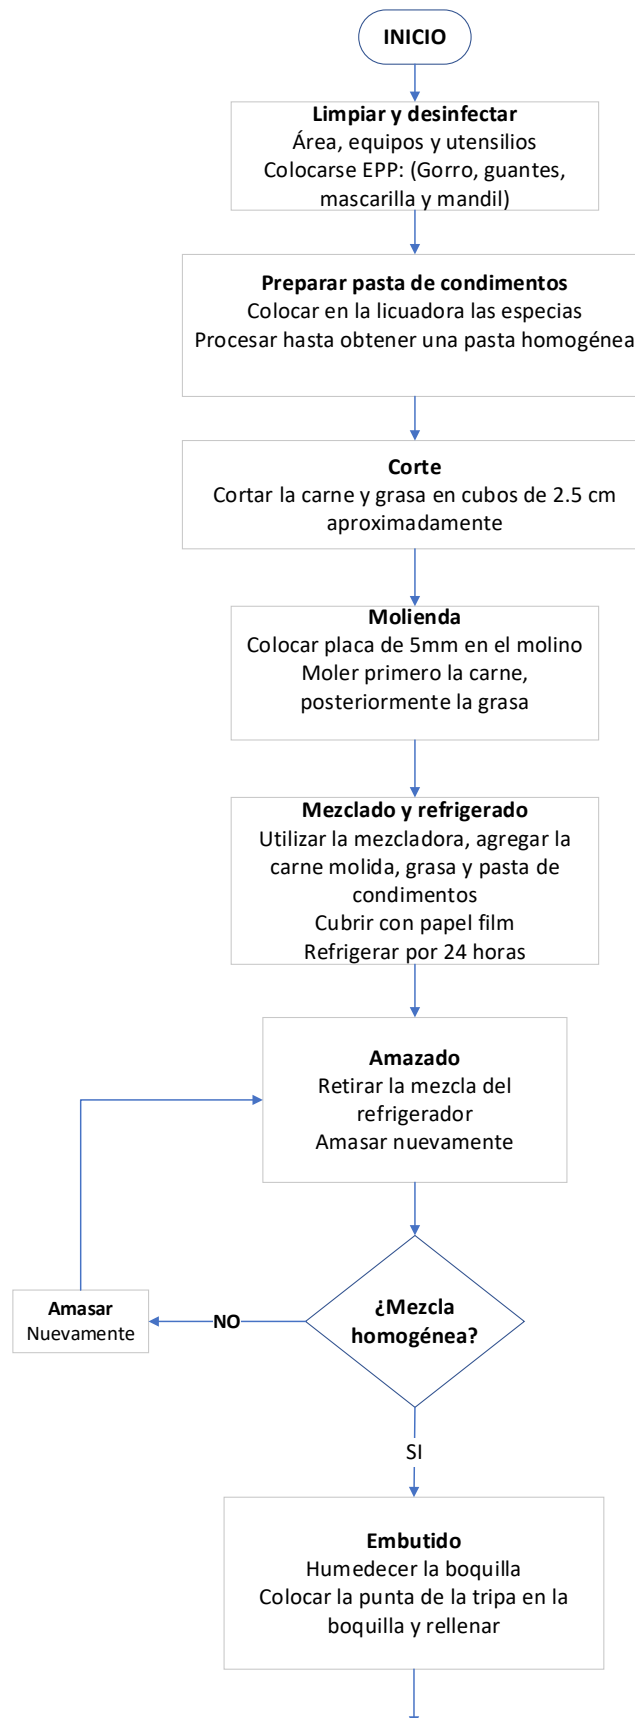 INICIO
Limpiar y desinfectar
Área, equipos y utensilios
Colocarse EPP: (Gorro, guantes,
mascarilla y mandil)
Preparar pasta de condimentos
Colocar en la licuadora las especias
Procesar hasta obtener una pasta homogénea
Corte
Cortar la carne y grasa en cubos de 2.5 cm
aproximadamente
Molienda
Colocar placa de 5mm en el molino
Moler primero la carne,
posteriormente la grasa
Mezclado y refrigerado
Utilizar la mezcladora, agregar la
carne molida, grasa y pasta de
condimentos
Cubrir con papel film
Refrigerar por 24 horas
Amazado
Retirar la mezcla del
refrigerador
Amasar nuevamente
¿Mezcla
homogénea?
NO
Amasar
Nuevamente
SI
Embutido
Humedecer la boquilla
Colocar la punta de la tripa en la
boquilla y rellenar